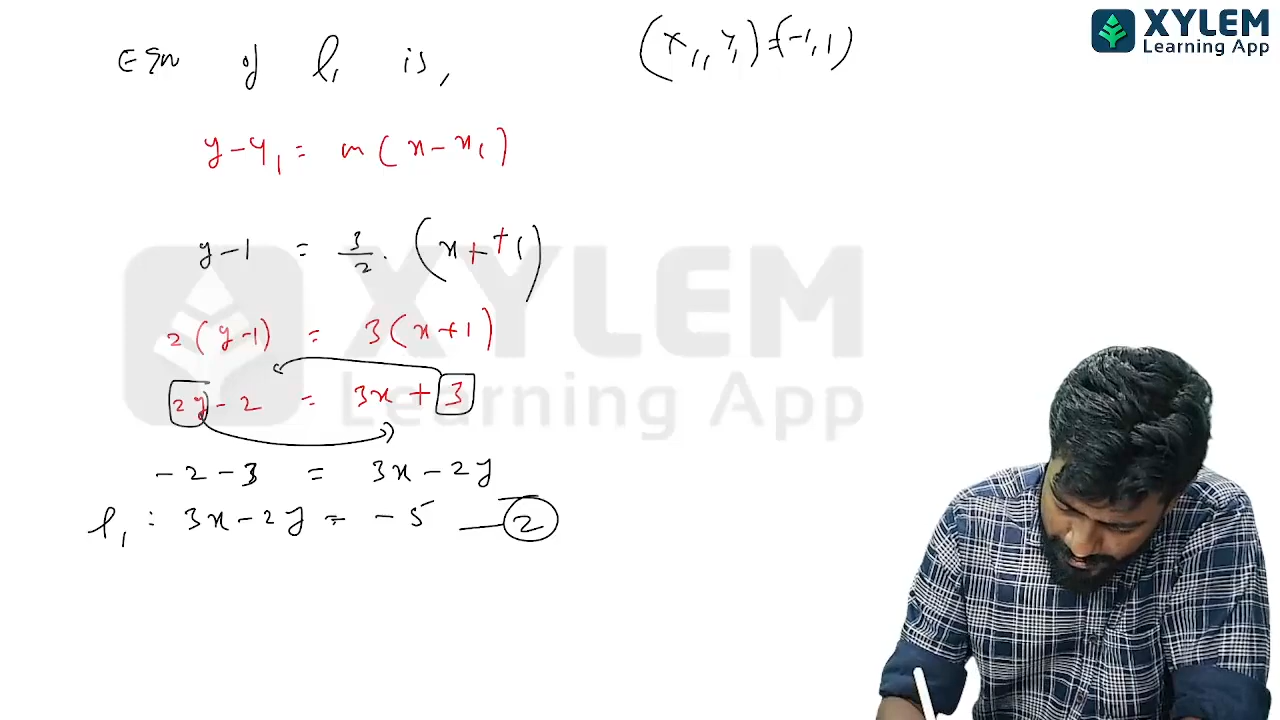 Eqn of l₁ is,
(x₁, y₁) = (-1, 1)
XYLEM
Learning App
y - y₁ = m(x - x₁)
y - 1 = 3/2 . (x + +1)
2(y-1) = 3(x+1)
2y - 2 = 3x + 3
-2 - 3 = 3x - 2y
l₁ : 3x - 2y = -5 — 2
XYLEM
Learning App